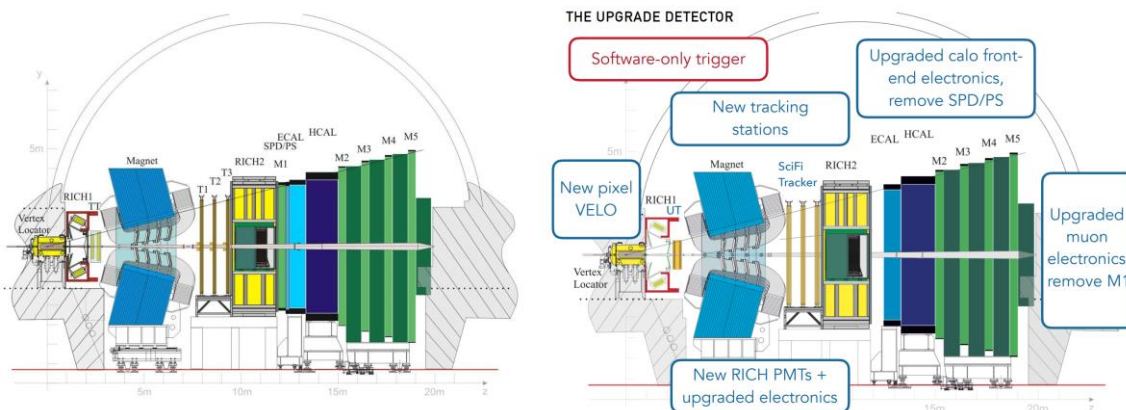 y
5m
Vertex
Locator
RICH1
TT
Magnet
T1
T2
T3
RICH2
SPD/PS
M1
ECAL
HCAL
M2
M3
M4
M5
5m
10m
15m
20m
z
THE UPGRADE DETECTOR
Software-only trigger
New tracking
stations
Upgraded calo front-
end electronics,
remove SPD/PS
New pixel
VELO
y
5m
Vertex
Locator
RICH1
UT
Magnet
SciFi
Tracker
RICH2
ECAL
HCAL
M2
M3
M4
M5
Upgraded
muon
electronics
remove M1
New RICH PMTs +
upgraded electronics
15m
20m
z